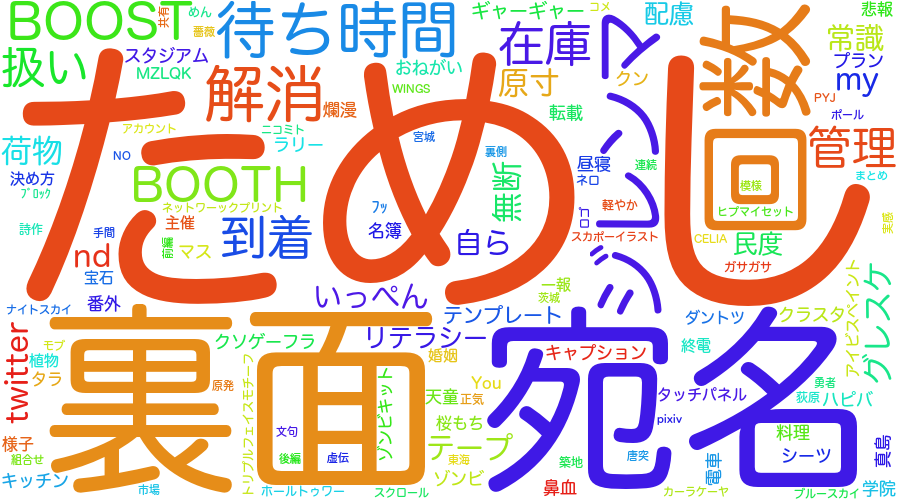 BOOST
待ち時間
ギャーギャー
コメ
悲報
めん
共有
薔薇
配慮
常識
扱い
スタジアム
在庫
マジレンジャー
プラン
MZLQK
解消
おねがい
原寸
クン
my
WINGS
爛漫
転載
PYJ
ポール
ためし
回数
アカウント
ニコミト
荷物
ラリー
宮城
裏側
昼寝
連続
管理
NO
決め方
BOOTH
無断
ネロ
まとめ
模様
ネットワーックプリント
軽やか
ヒプマイセット
詩作
手間
主催
到着
名簿
自ら
スカボーイラスト
CELIA
民度
実感
nd
マス
宝石
ガサガサ
ナイトスカイ
番外
いっぺん
一報
茨城
テンプレート
ダントツ
クラスタ
アイビスペイント
グレスケ
twitter
モブ
植物
裏面
クソゲーフラ
リテラシー
宛名
終電
婚姻
キャプション
タラ
原発
トリプルフェイスモチーフ
ゾンビキット
You
天童
正気
タッチパネル
勇者
荻原
ハピバ
桜もち
pixiv
様子
文句
テープ
料理
真島
組合せ
後編
虚伝
東海
築地
唐突
シーツ
電車
キッチン
ゾンビ
市場
ホールトゥワー
スクロール
鼻血
カーラケーヤ
ブルースカイ
学院